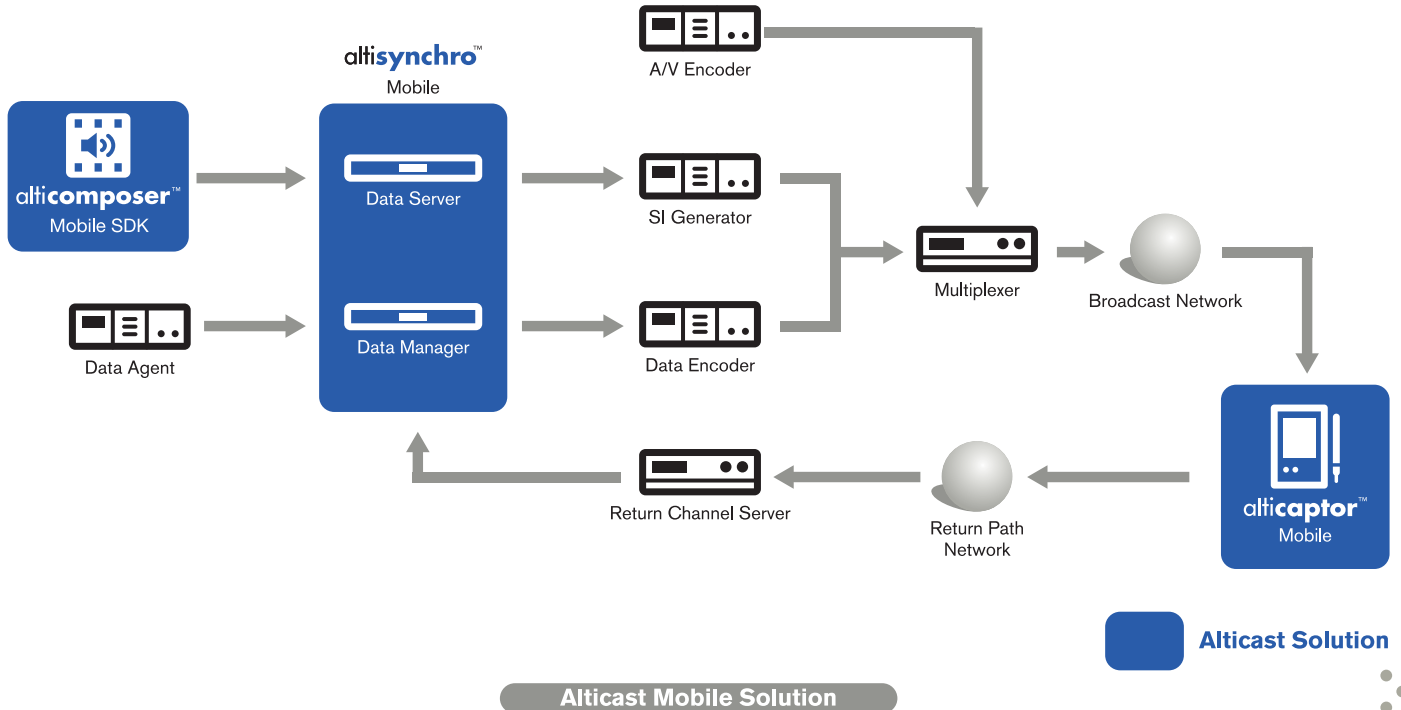 A/V Encoder
altisynchro™
Mobile
alticomposer™
Mobile SDK
Data Server
SI Generator
Multiplexer
Broadcast Network
Data Agent
Data Manager
Data Encoder
Return Channel Server
Return Path
Network
alticaptor™
Mobile
Alticast Solution
Alticast Mobile Solution